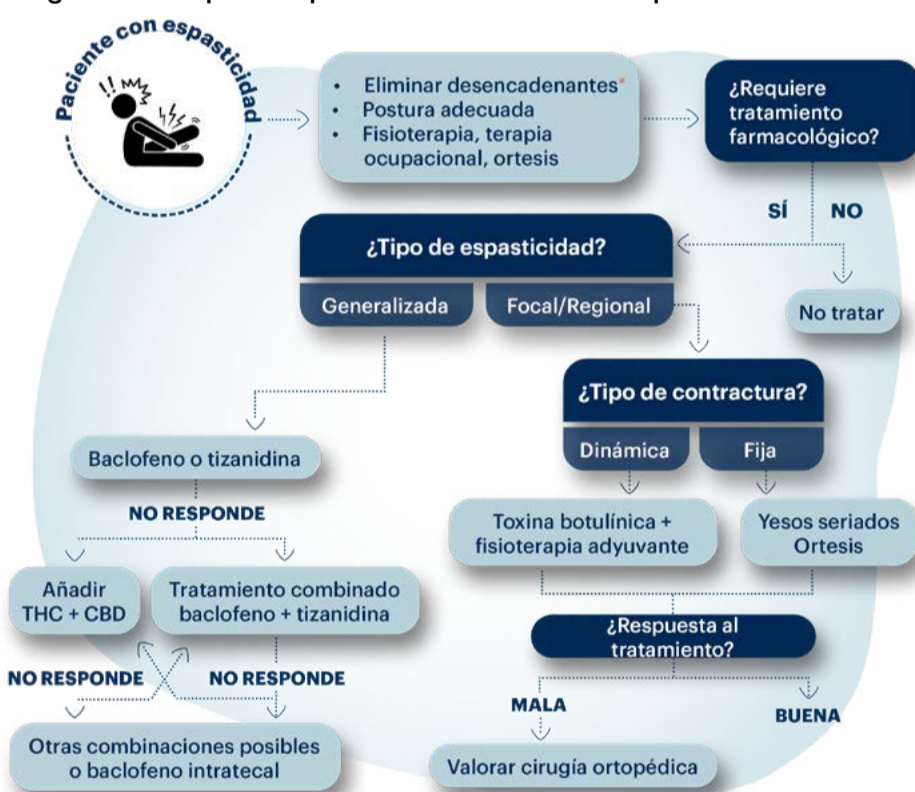 Paciente con espasticidad
!!
• Eliminar desencadenantes*
• Postura adecuada
• Fisioterapia, terapia
ocupacional, ortesis
¿Requiere
tratamiento
farmacológico?
SÍ
NO
No tratar
¿Tipo de espasticidad?
Generalizada
Focal/Regional
¿Tipo de contractura?
Dinámica
Fija
Baclofeno o tizanidina
NO RESPONDE
Añadir
THC + CBD
Tratamiento combinado
baclofeno + tizanidina
NO RESPONDE
NO RESPONDE
Otras combinaciones posibles
o baclofeno intratecal
Toxina botulínica +
fisioterapia adyuvante
Yesos seriados
Ortesis
¿Respuesta al
tratamiento?
MALA
BUENA
Valorar cirugía ortopédica